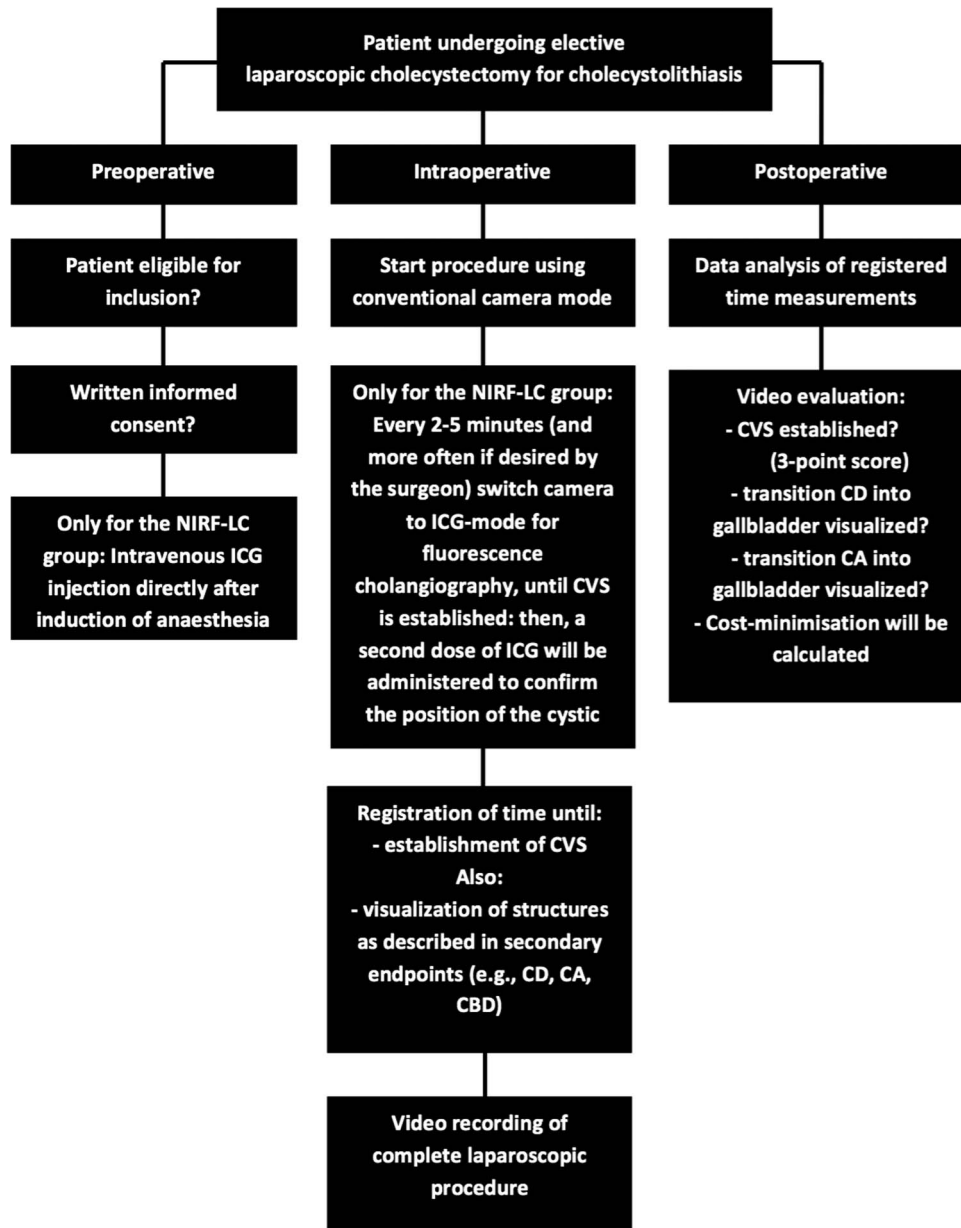 Patient undergoing elective
laparoscopic cholecystectomy for cholecystolithiasis
Preoperative
Patient eligible for
inclusion?
Written informed
consent?
Only for the NIRF-LC
group: Intravenous ICG
injection directly after
induction of anaesthesia
Intraoperative
Start procedure using
conventional camera mode
Only for the NIRF-LC group:
Every 2-5 minutes (and
more often if desired by
the surgeon) switch camera
to ICG-mode for
fluorescence
cholangiography, until CVS
is established: then, a
second dose of ICG will be
administered to confirm
the position of the cystic
Registration of time until:
- establishment of CVS
Also:
- visualization of structures
as described in secondary
endpoints (e.g., CD, CA,
CBD)
Video recording of
complete laparoscopic
procedure
Postoperative
Data analysis of registered
time measurements
Video evaluation:
- CVS established?
(3-point score)
- transition CD into
gallbladder visualized?
- transition CA into
gallbladder visualized?
- Cost-minimisation will be
calculated